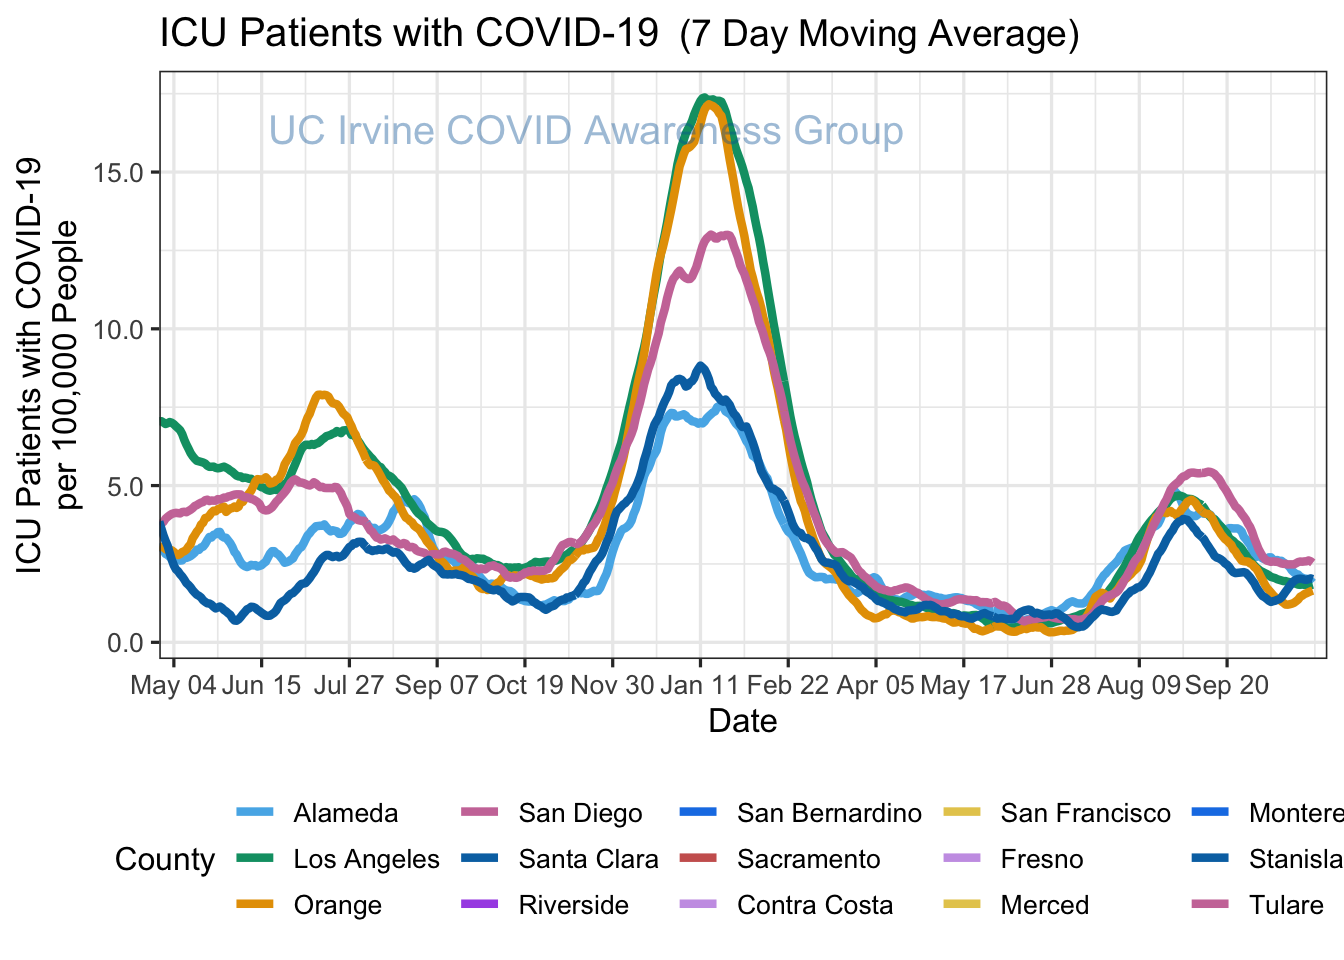 ICU Patients with COVID-19 (7 Day Moving Average)
UC Irvine COVID Awareness Group
ICU Patients with COVID-19
per 100,000 People
15.0
10.0
5.0
0.0
May 04 Jun 15 Jul 27 Sep 07 Oct 19 Nov 30 Jan 11 Feb 22 Apr 05 May 17 Jun 28 Aug 09 Sep 20
Date
County
Alameda San Diego San Bernardino San Francisco Montere
Los Angeles Santa Clara Sacramento Fresno Stanisla
Orange Riverside Contra Costa Merced Tulare